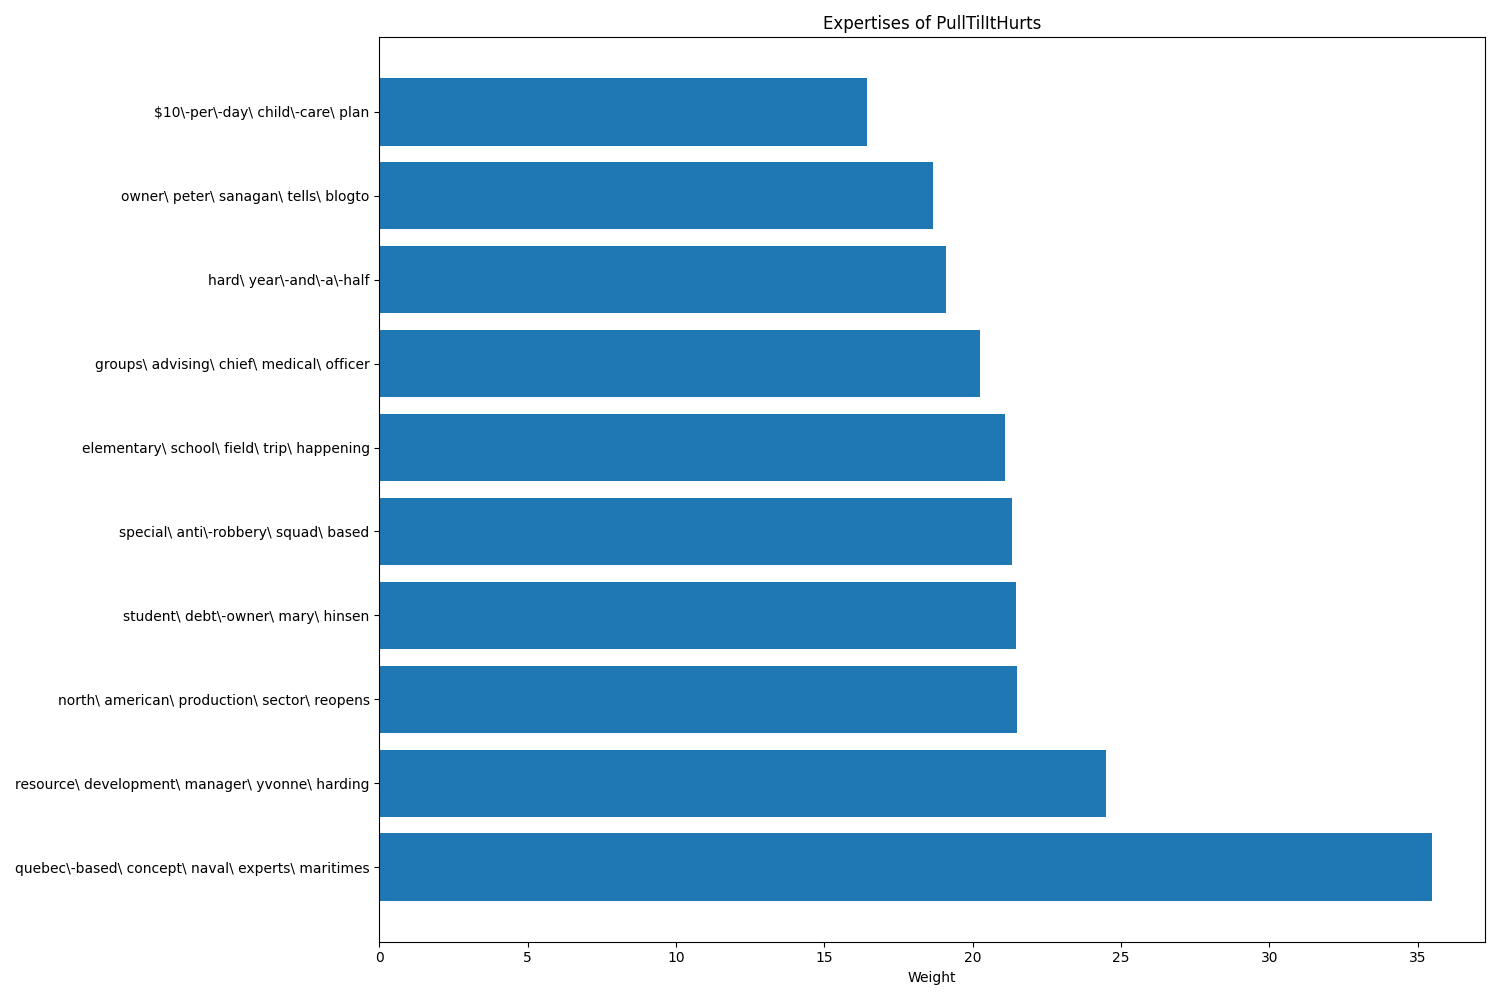 Expertises of PullTilItHurts
$10\-per\-day\ child\-care\ plan
owner\ peter\ sanagan\ tells\ blogto
hard\ year\-and\-a\-half
groups\ advising\ chief\ medical\ officer
elementary\ school\ field\ trip\ happening
special\ anti\-robbery\ squad\ based
student\ debt\-owner\ mary\ hinsen
north\ american\ production\ sector\ reopens
resource\ development\ manager\ yvonne\ harding
quebec\-based\ concept\ naval\ experts\ maritimes
0 5 10 15 20 25 30 35
Weight